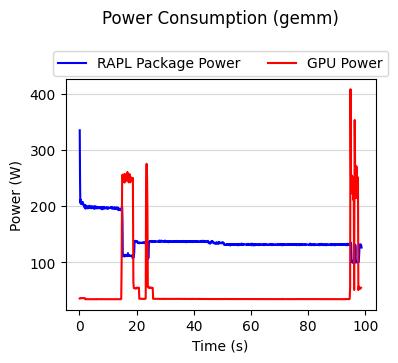 Power Consumption (gemm)
RAPL Package Power
GPU Power
400
300
200
100
Power (W)
0
20
40
60
80
100
Time (s)